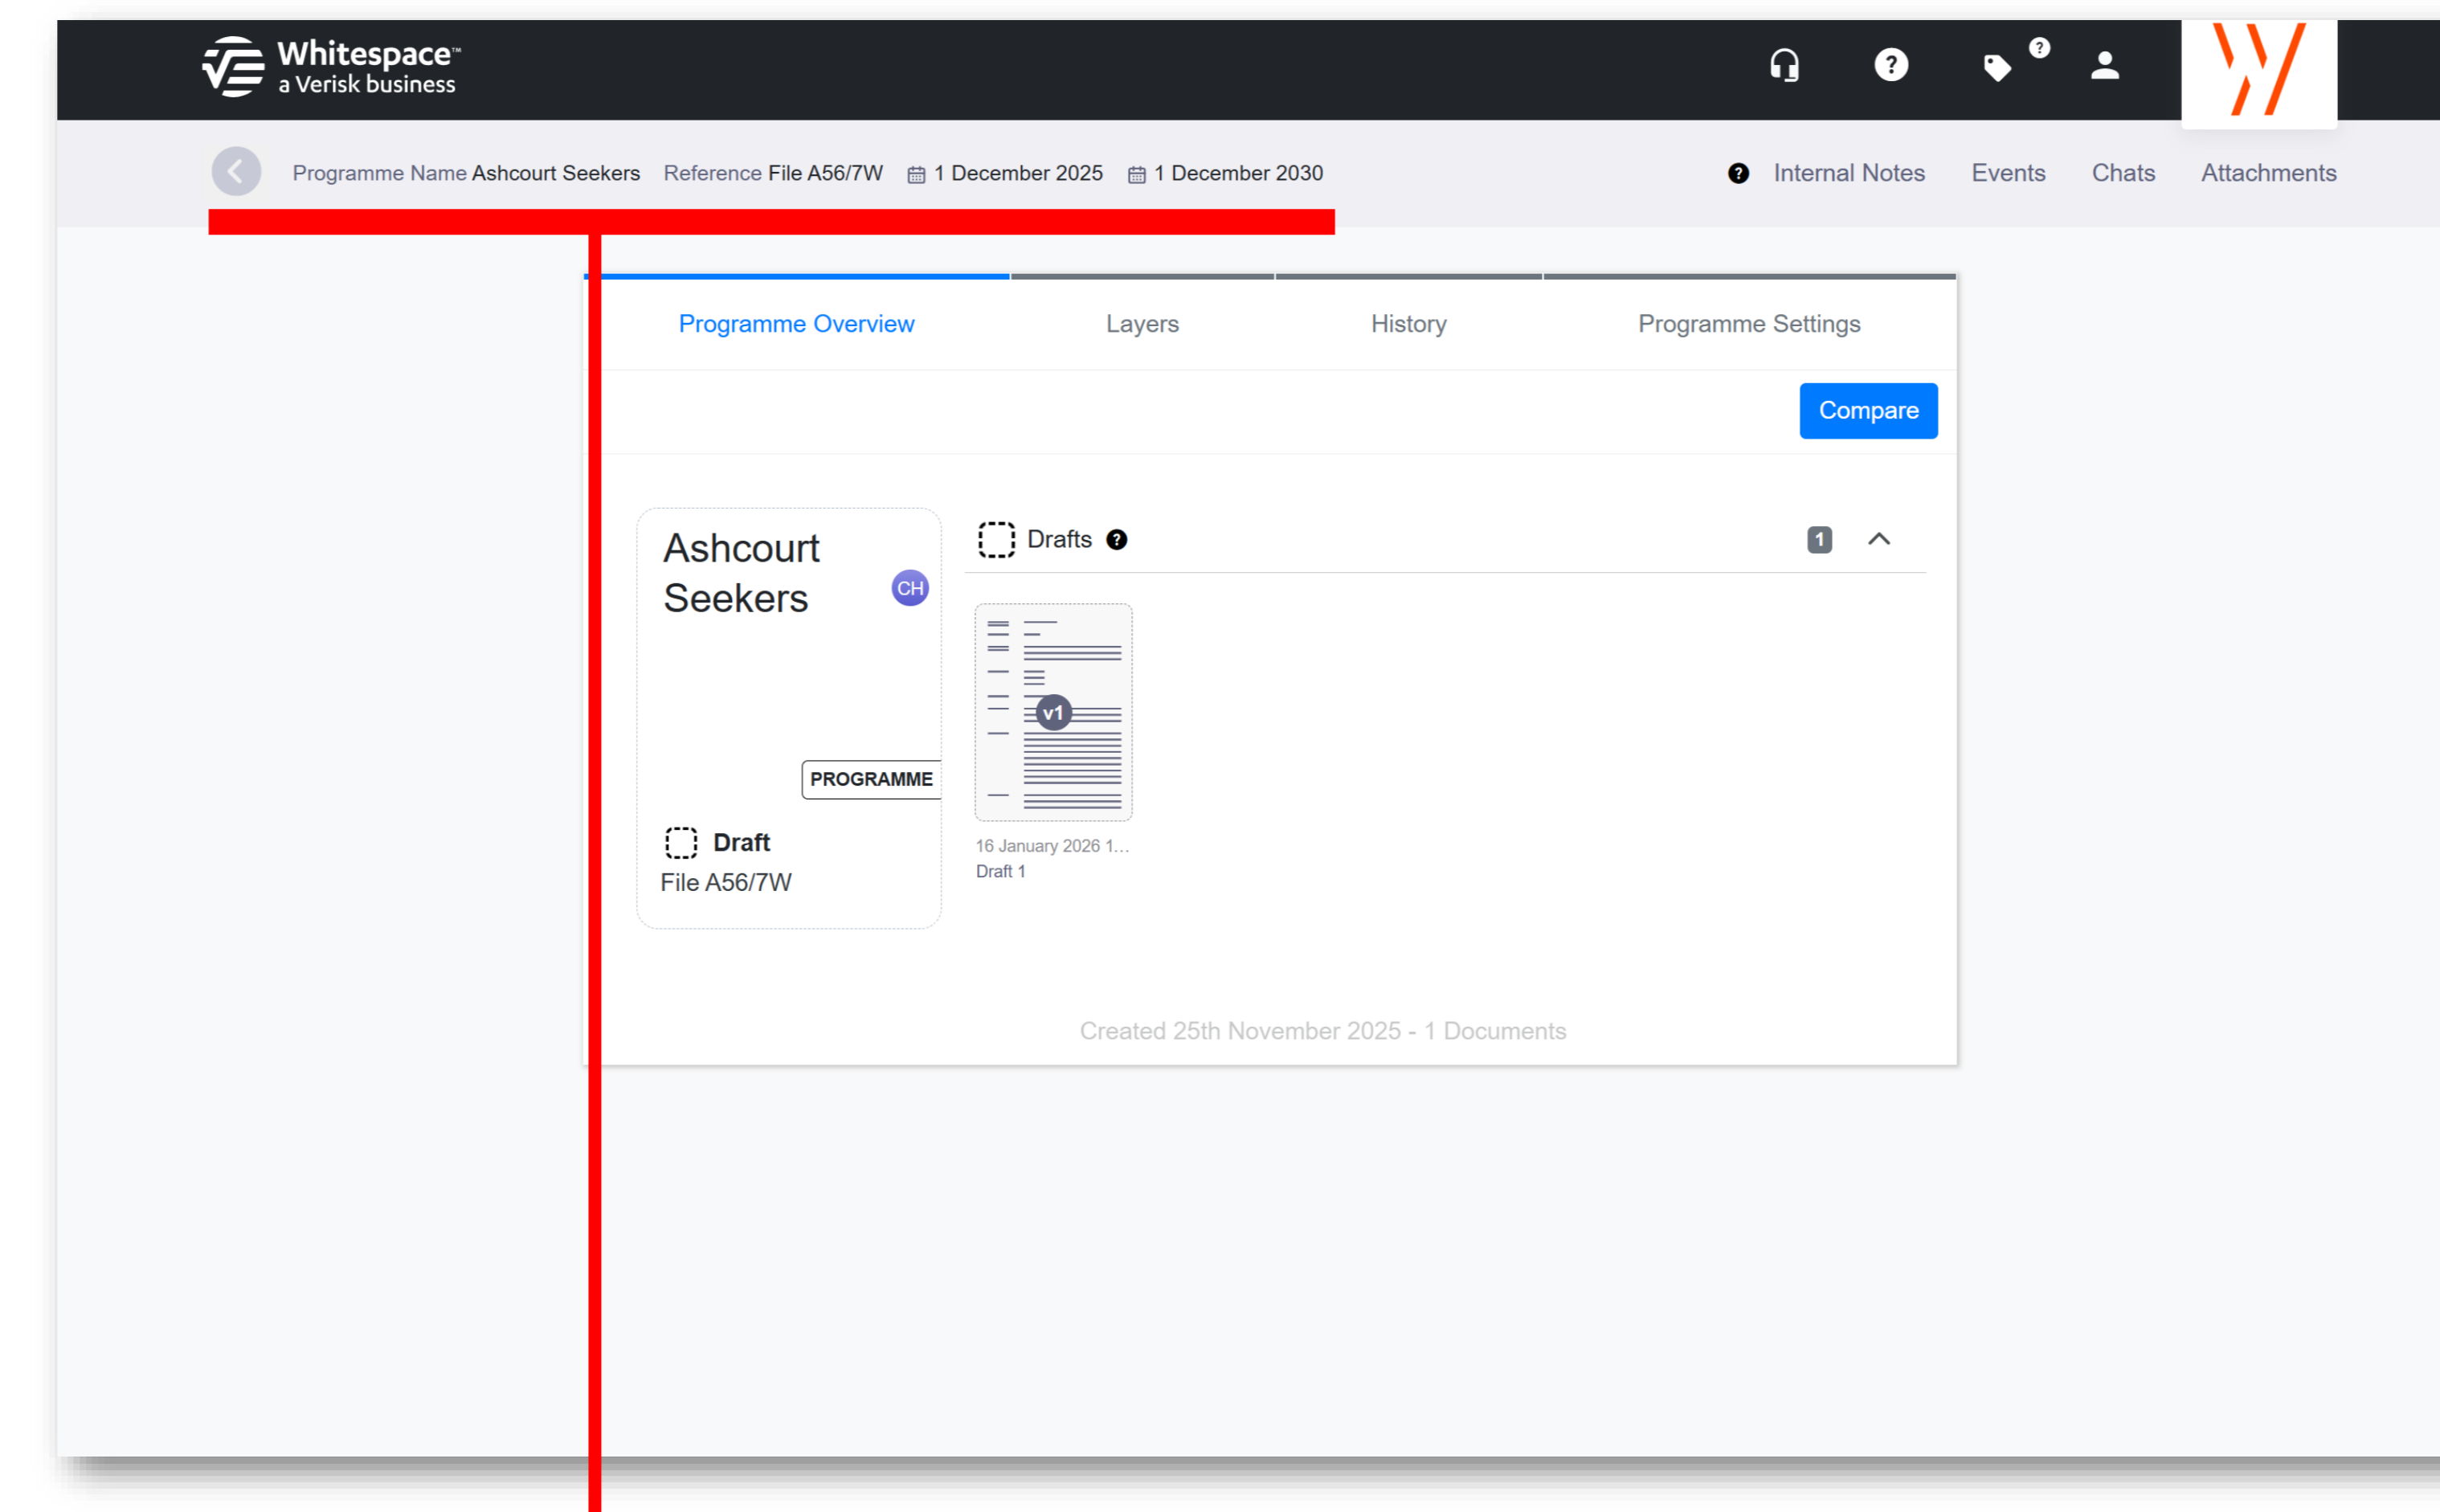 Whitespace™
a Verisk business
?
?
Programme Name Ashcourt Seekers Reference File A56/7W 1 December 2025 1 December 2030
? Internal Notes Events Chats Attachments
Programme Overview Layers History Programme Settings
Compare
Ashcourt
Seekers
CH
Drafts ? 1
v1
PROGRAMME
Draft
File A56/7W
16 January 2026 1...
Draft 1
Created 25th November 2025 - 1 Documents